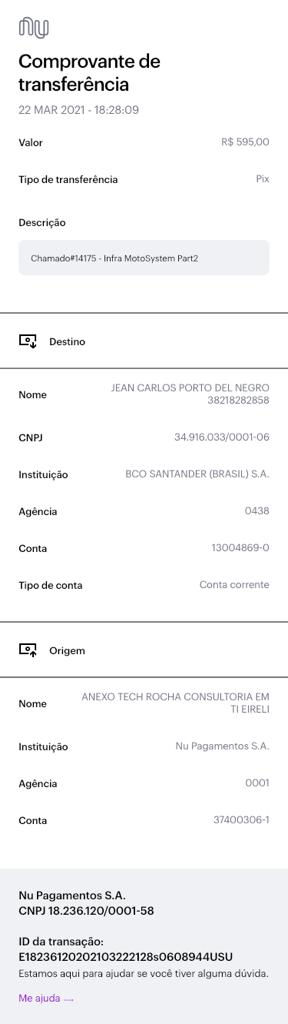 nu
Comprovante de
transferência
22 MAR 2021 - 18:28:09
Valor R$ 595,00
Tipo de transferência Pix
Descrição
Chamado#14175 - Infra MotoSystem Part2
Destino
Nome JEAN CARLOS PORTO DEL NEGRO
38218282858
CNPJ 34.916.033/0001-06
Instituição BCO SANTANDER (BRASIL) S.A.
Agência 0438
Conta 13004869-0
Tipo de conta Conta corrente
Origem
Nome ANEXO TECH ROCHA CONSULTORIA EM
TI EIRELI
Instituição Nu Pagamentos S.A.
Agência 0001
Conta 37400306-1
Nu Pagamentos S.A.
CNPJ 18.236.120/0001-58
ID da transação:
E18236120202103222128s0608944USU
Estamos aqui para ajudar se você tiver alguma dúvida.
Me ajuda →